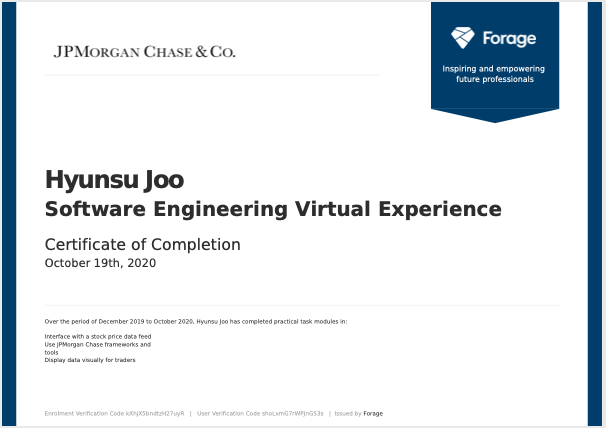 JPMORGAN CHASE & CO.
Forage
Inspiring and empowering
future professionals
Hyunsu Joo
Software Engineering Virtual Experience
Certificate of Completion
October 19th, 2020
Over the period of December 2019 to October 2020, Hyunsu Joo has completed practical task modules in:
Interface with a stock price data feed
Use JPMorgan Chase frameworks and
tools
Display data visually for traders
Enrolment Verification Code | User Verification Code | Issued by Forage